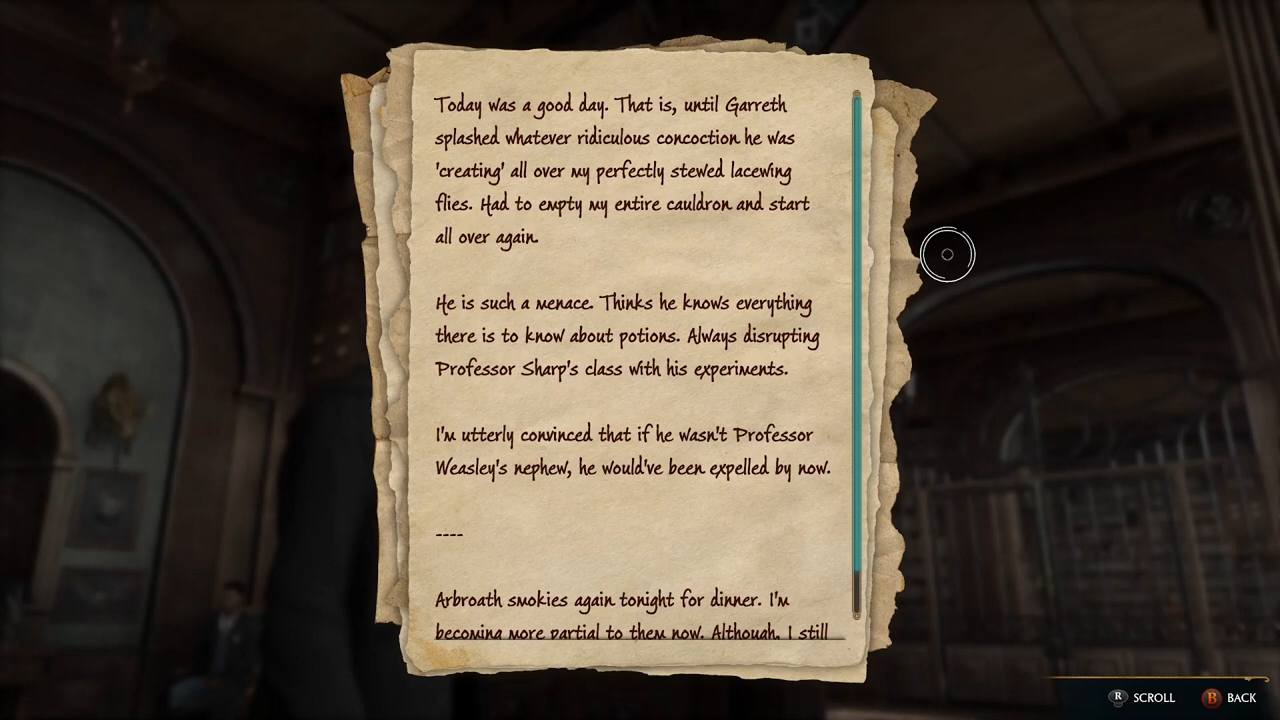 Today was a good day. That is, until Garreth
splashed whatever ridiculous concoction he was
'creating' all over my perfectly stewed lacewing
flies. Had to empty my entire cauldron and start
all over again.
He is such a menace. Thinks he knows everything
there is to know about potions. Always disrupting
Professor Sharp's class with his experiments.
I'm utterly convinced that if he wasn't Professor
Weasley's nephew, he would've been expelled by now.
----
Arbroath smokies again tonight for dinner. I'm
becoming more partial to them now. Although, I still
R SCROLL B BACK